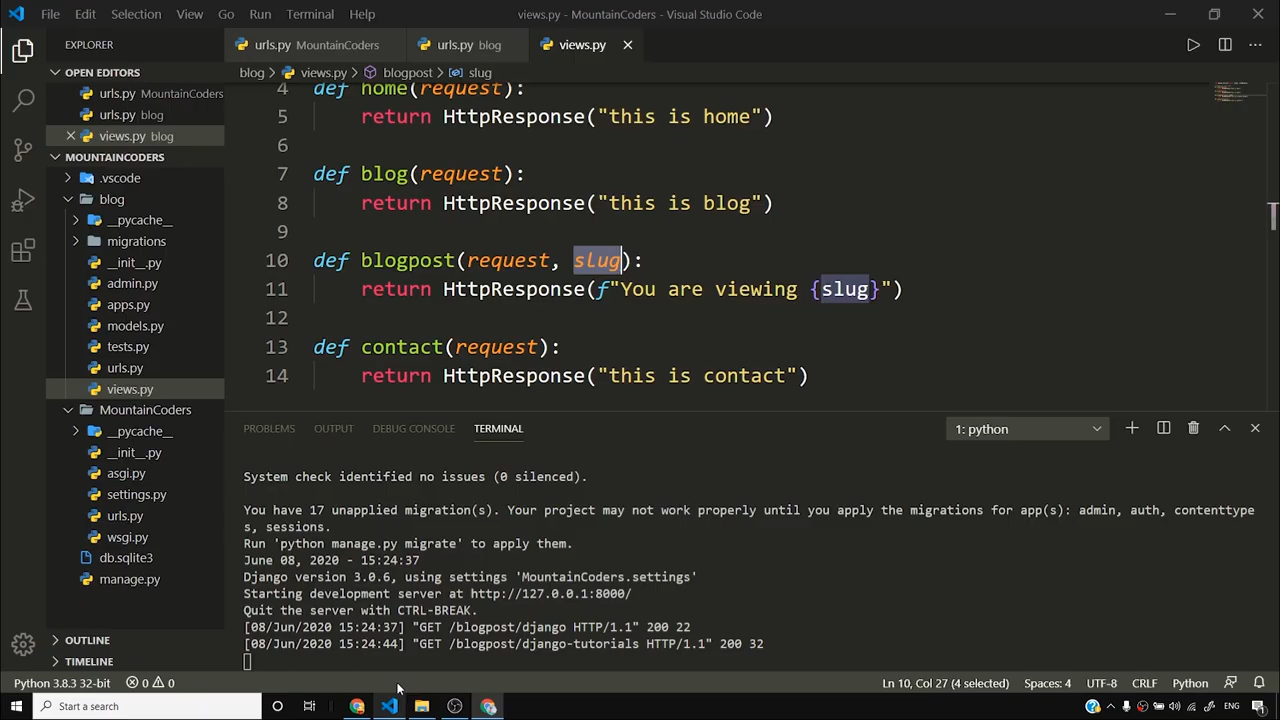 File Edit Selection View Go Run Terminal Help
views.py - MountainCoders - Visual Studio Code
EXPLORER
urls.py MountainCoders
urls.py blog
views.py
OPEN EDITORS
urls.py MountainCoders
urls.py blog
views.py blog
MOUNTAINCODERS
.vscode
blog
__pycache__
migrations
__init__.py
admin.py
apps.py
models.py
tests.py
urls.py
views.py
MountainCoders
__pycache__
__init__.py
asgi.py
settings.py
urls.py
wsgi.py
db.sqlite3
manage.py
OUTLINE
TIMELINE
blog > views.py > blogpost > slug
4 def home(request):
5 return HttpResponse("this is home")
6
7 def blog(request):
8 return HttpResponse("this is blog")
9
10 def blogpost(request, slug):
11 return HttpResponse(f"You are viewing {slug}")
12
13 def contact(request):
14 return HttpResponse("this is contact")
PROBLEMS OUTPUT DEBUG CONSOLE TERMINAL
1: python
System check identified no issues (0 silenced).
You have 17 unapplied migration(s). Your project may not work properly until you apply the migrations for app(s): admin, auth, contenttype
s, sessions.
Run 'python manage.py migrate' to apply them.
June 08, 2020 - 15:24:37
Django version 3.0.6, using settings 'MountainCoders.settings'
Starting development server at http://127.0.0.1:8000/
Quit the server with CTRL-BREAK.
[08/Jun/2020 15:24:37] "GET /blogpost/django HTTP/1.1" 200 22
[08/Jun/2020 15:24:44] "GET /blogpost/django-tutorials HTTP/1.1" 200 32
Python 3.8.3 32-bit 0 0
Ln 10, Col 27 (4 selected) Spaces: 4 UTF-8 CRLF Python
Start a search
ENG